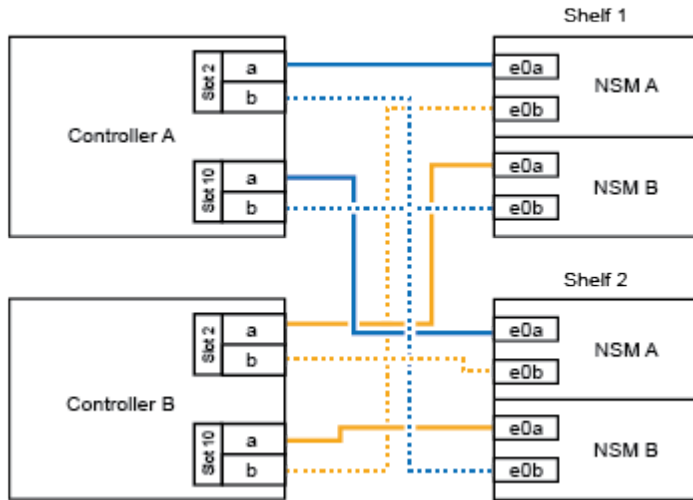 Shelf 1
Controller A
Slot 2
a
b
Slot 10
a
b
e0a
e0b
NSM A
e0a
e0b
NSM B
Shelf 2
Controller B
Slot 2
a
b
Slot 10
a
b
e0a
e0b
NSM A
e0a
e0b
NSM B